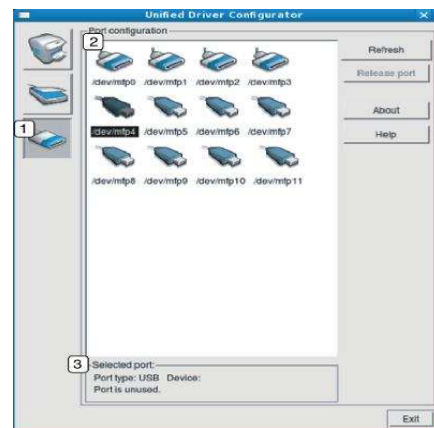 Unified Driver Configurator
Port configuration
2
/dev/mfp0 /dev/mfp1 /dev/mfp2 /dev/mfp3
Refresh
Release port
1
/dev/mfp4 /dev/mfp5 /dev/mfp6 /dev/mfp7
About
Help
/dev/mfp8 /dev/mfp9 /dev/mfp10 /dev/mfp11
3
Selected port:
Port type: USB Device:
Port is unused.
Exit